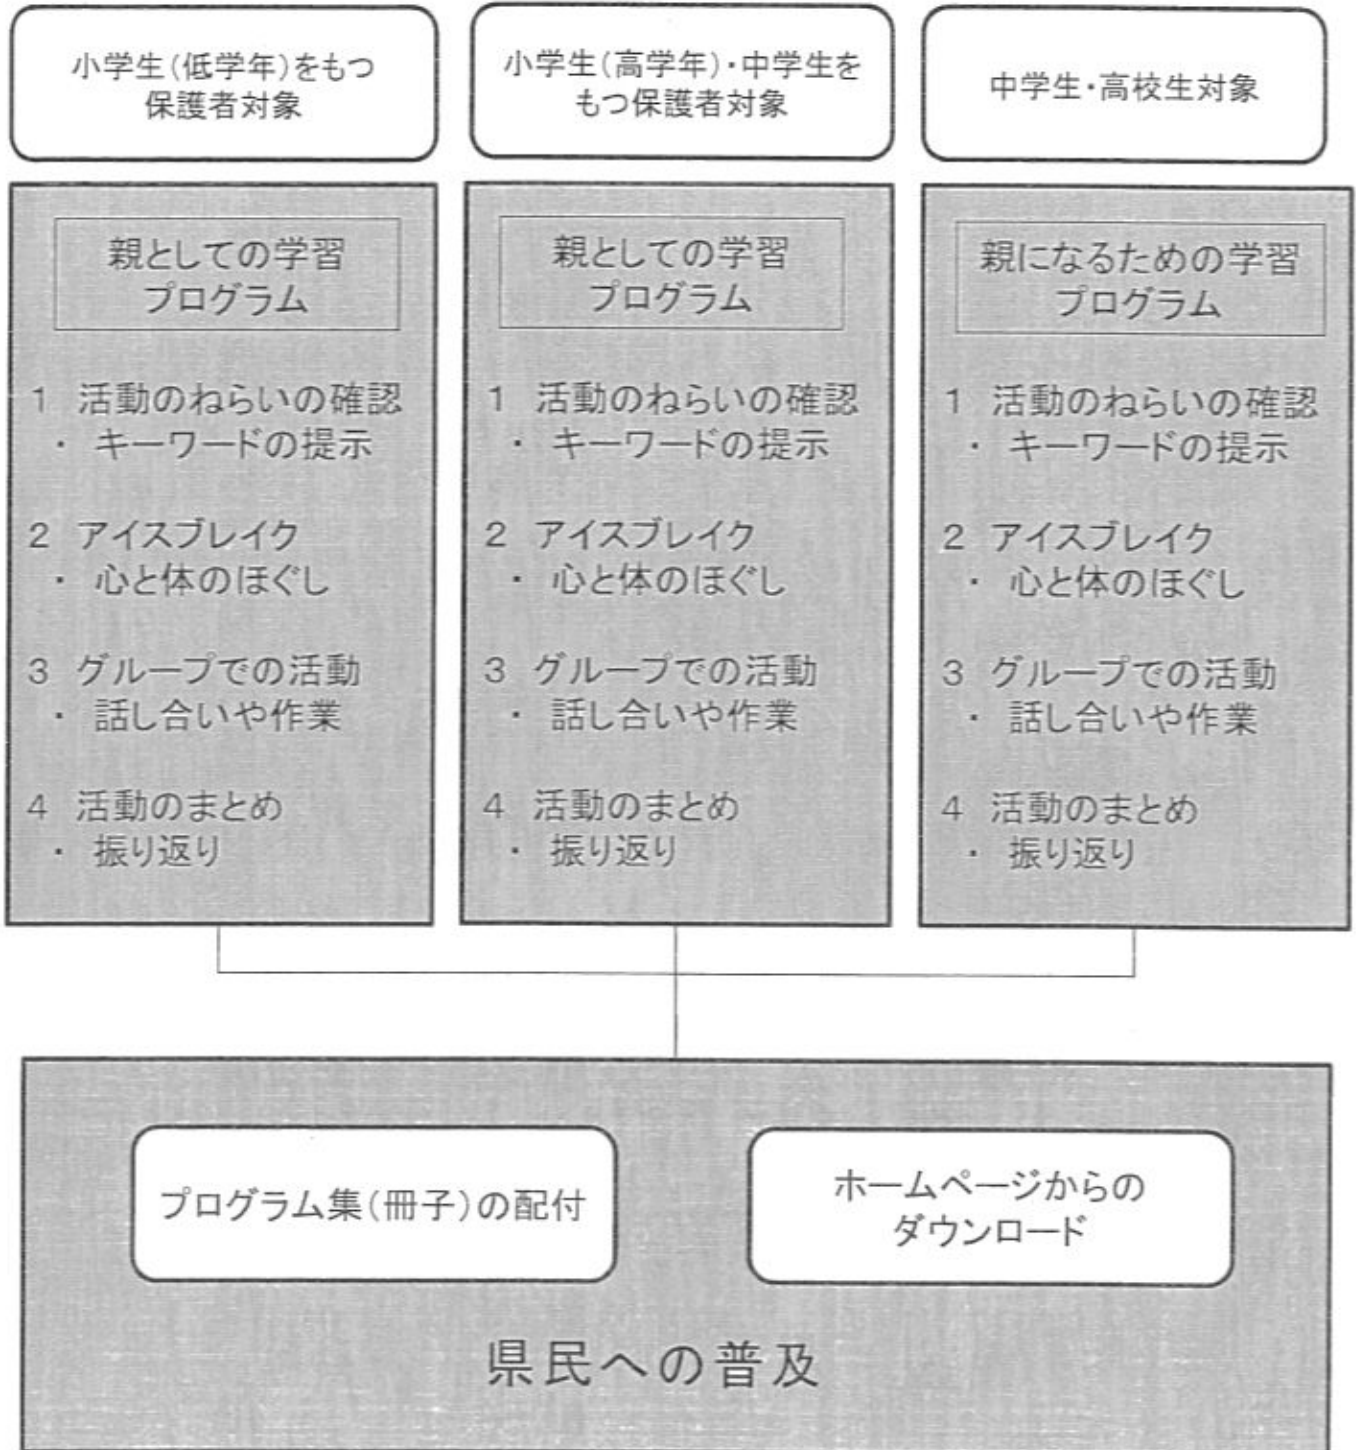 小学生(低学年)をもつ
保護者対象
小学生(高学年)・中学生を
もつ保護者対象
中学生・高校生対象
親としての学習
プログラム
1 活動のねらいの確認
・ キーワードの提示
2 アイスブレイク
・ 心と体のほぐし
3 グループでの活動
・ 話し合いや作業
4 活動のまとめ
・ 振り返り
親としての学習
プログラム
1 活動のねらいの確認
・ キーワードの提示
2 アイスブレイク
・ 心と体のほぐし
3 グループでの活動
・ 話し合いや作業
4 活動のまとめ
・ 振り返り
親になるための学習
プログラム
1 活動のねらいの確認
・ キーワードの提示
2 アイスブレイク
・ 心と体のほぐし
3 グループでの活動
・ 話し合いや作業
4 活動のまとめ
・ 振り返り
プログラム集(冊子)の配付
ホームページからの
ダウンロード
県民への普及